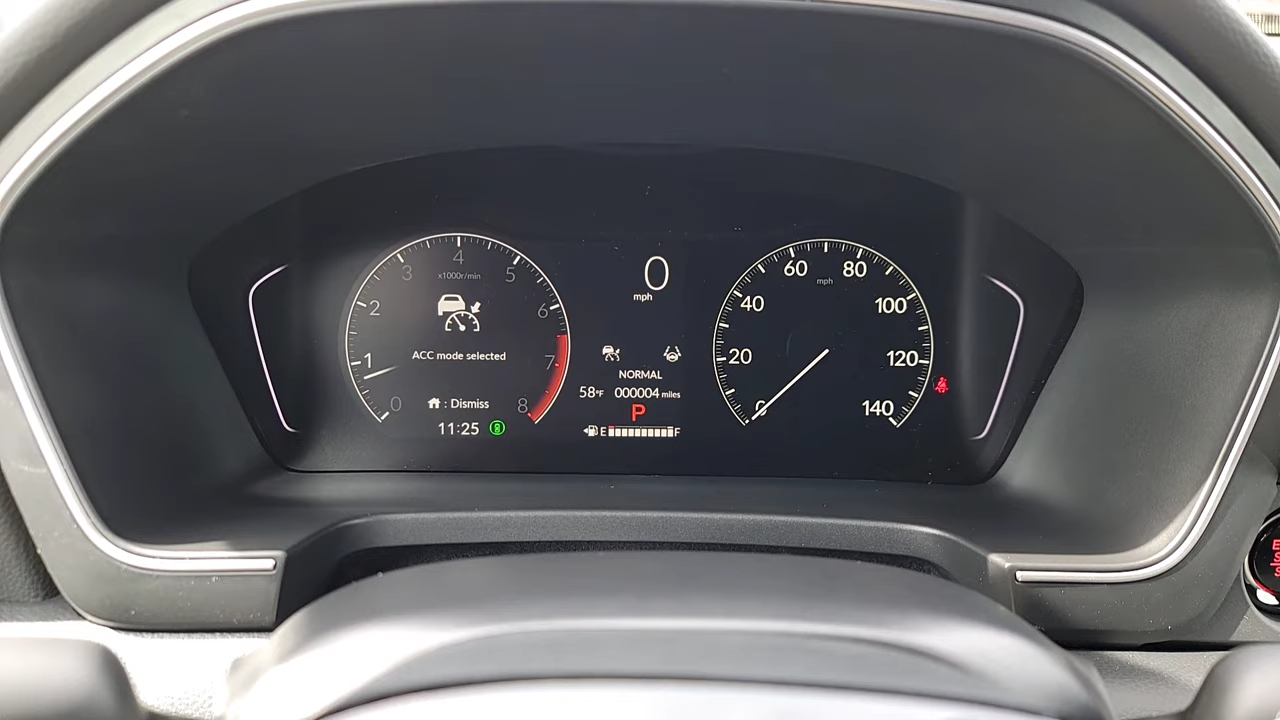 4
3
5
x1000r/min
2
6
1
7
0
8
ACC mode selected
: Dismiss
11:25
0
mph
NORMAL
58°F 000004 miles
P
E F
60
80
mph
40
100
20
120
0
140